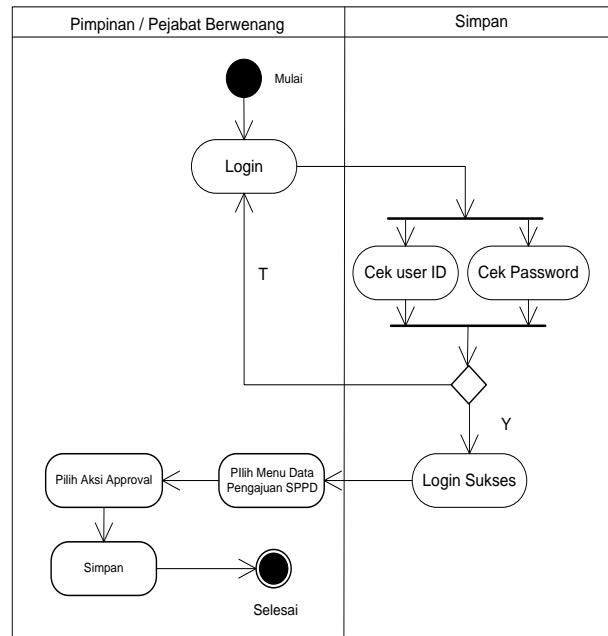 Pimpinan / Pejabat Berwenang
Simpan
Mulai
Login
Cek user ID
Cek Password
T
Y
Login Sukses
PIlih Menu Data
Pengajuan SPPD
Pilih Aksi Approval
Simpan
Selesai